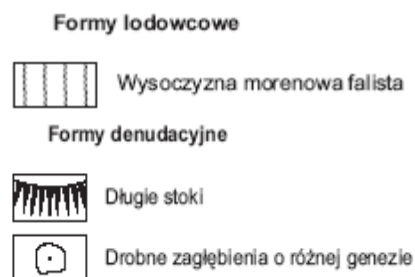 Formy lodowcowe
Wysoczyzna morenowa falista
Formy denudacyjne
Długie stoki
Drobne zagłębienia o różnej genezie